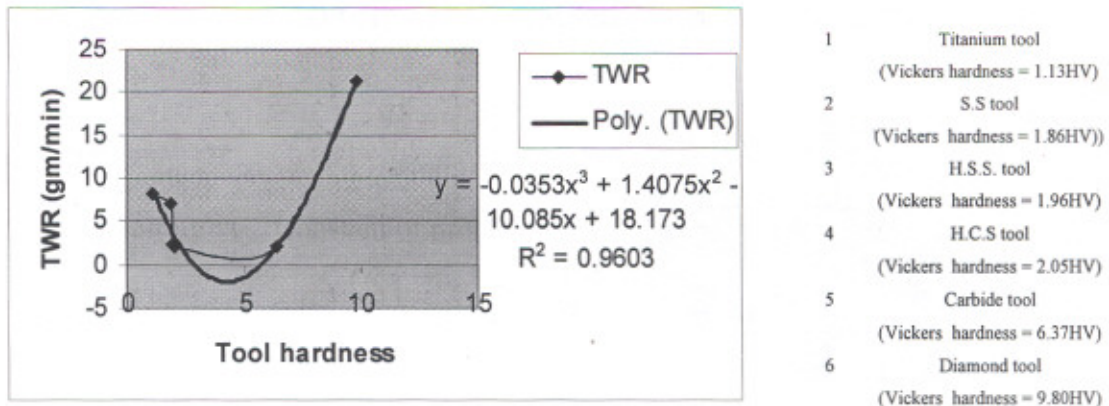 25
20
15
10
5
0
-5
0
5
10
15
TWR (gm/min)
Tool hardness
TWR
Poly. (TWR)
y = -0.0353x³ + 1.4075x² -
10.085x + 18.173
R² = 0.9603
1 Titanium tool
(Vickers hardness = 1.13HV)
2 S.S tool
(Vickers hardness = 1.86HV))
3 H.S.S. tool
(Vickers hardness = 1.96HV)
4 H.C.S tool
(Vickers hardness = 2.05HV)
5 Carbide tool
(Vickers hardness = 6.37HV)
6 Diamond tool
(Vickers hardness = 9.80HV)